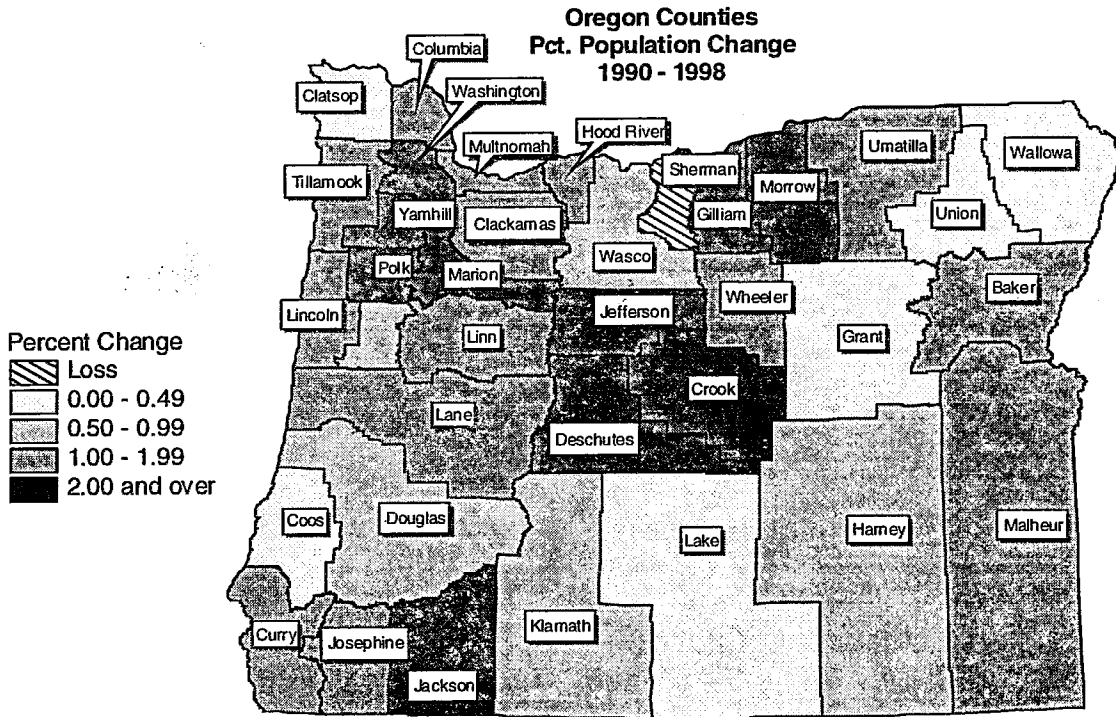 Oregon Counties
Pct. Population Change
1990 - 1998
Columbia
Clatsop
Washington
Multnomah
Hood River
Sherman
Umatilla
Wallowa
Tillamook
Morrow
Yamhill
Gilliam
Union
Clackamas
Wasco
Polk
Marion
Baker
Wheeler
Jefferson
Lincoln
Linn
Grant
Crook
Lane
Deschutes
Coos
Douglas
Harney
Malheur
Lake
Curry
Josephine
Klamath
Jackson
Percent Change
Loss
0.00 - 0.49
0.50 - 0.99
1.00 - 1.99
2.00 and over